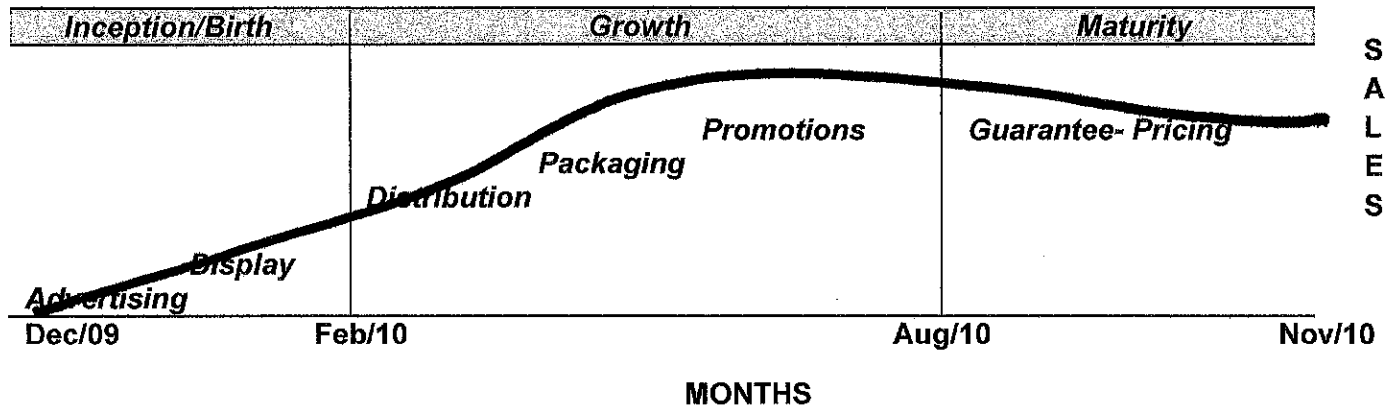 Inception/Birth Growth Maturity
SALES
Promotions Guarantee- Pricing
Packaging
Distribution
Display
Advertising
Dec/09 Feb/10 Aug/10 Nov/10
MONTHS